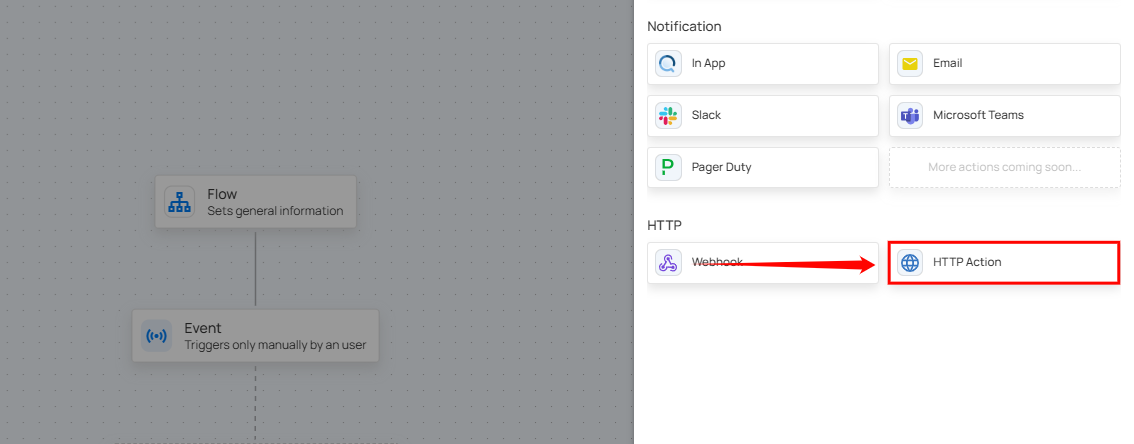 Notification
In App
Email
Slack
Microsoft Teams
Pager Duty
More actions coming soon...
HTTP
Webhook
HTTP Action
Flow
Sets general information
Event
Triggers only manually by an user